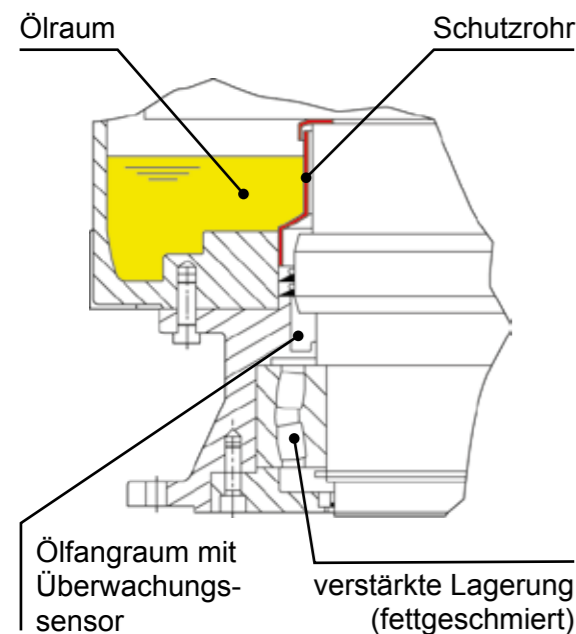 Ölraum
Schutzrohr
Ölfangraum mit
Überwachungs-
sensor
verstärkte Lagerung
(fettgeschmiert)